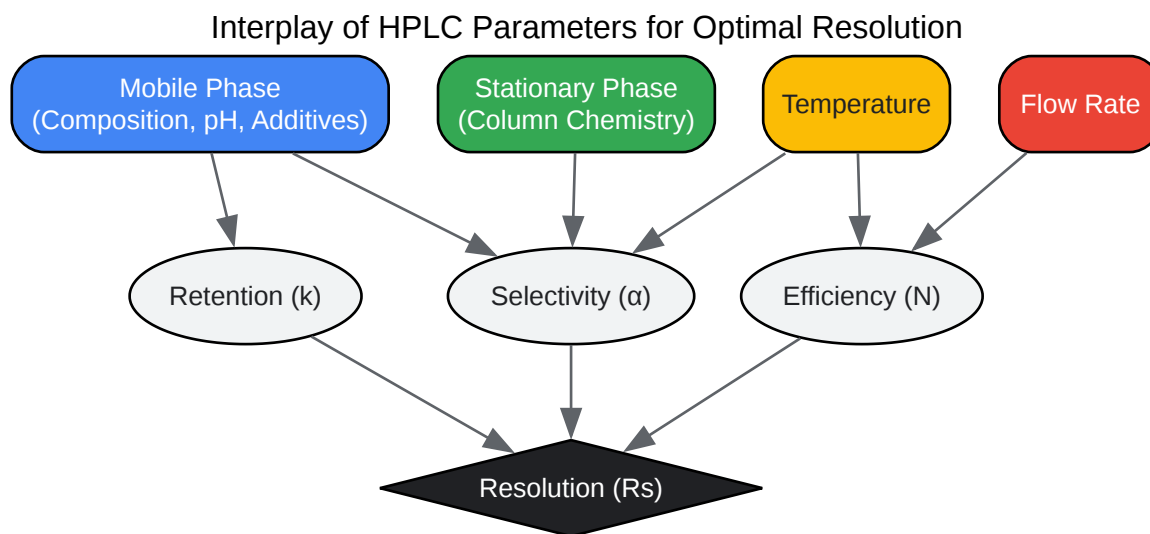 Interplay of HPLC Parameters for Optimal Resolution
Mobile Phase
(Composition, pH, Additives)
Stationary Phase
(Column Chemistry)
Temperature
Flow Rate
Retention (k)
Selectivity (α)
Efficiency (N)
Resolution (Rs)